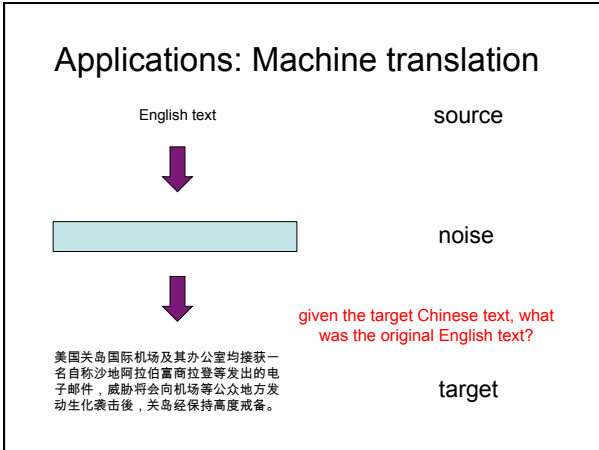 Applications: Machine translation
English text
source
noise
given the target Chinese text, what
was the original English text?
美国关岛国际机场及其办公室均接获一
名自称沙地阿拉伯富商拉登等发出的电
子邮件，威胁将会向机场等公众地方发
动生化袭击後，关岛经保持高度戒备。
target